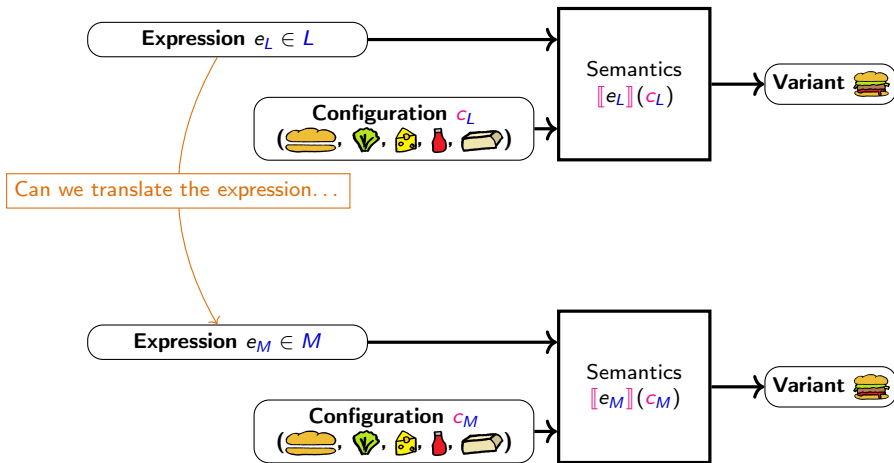 Expression e_L ∈ L
Semantics
⟦e_L⟧(c_L)
Variant
Configuration c_L
( , , , , )
Can we translate the expression. . .
Expression e_M ∈ M
Semantics
⟦e_M⟧(c_M)
Variant
Configuration c_M
( , , , , )